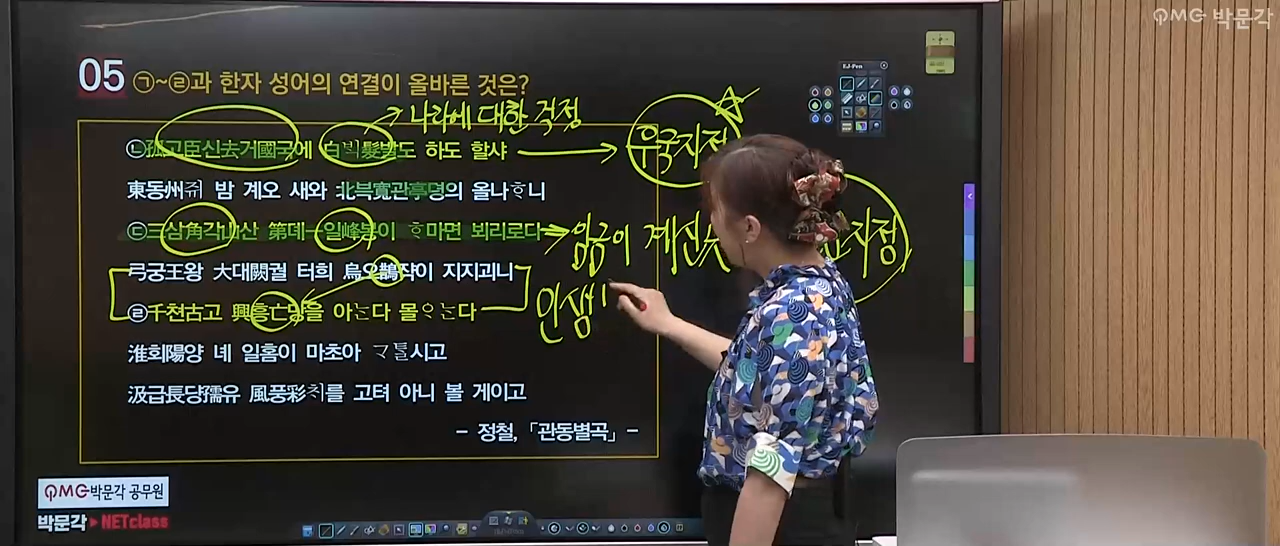 QMG 박문각
05 ㉠~㉣과 한자 성어의 연결이 올바른 것은?
나라에 대한 걱정
㉡孤고臣신去거國국에 白빅髮발도 하도 할샤
우국지정
東동州쥐 밤 계오 새와 北북寬관亭뎡의 올나ᄒᆞ니
㉢三삼角각山산 第뎨一일峰봉이 ᄒᆞ마면 뵈리로다
임금이 계신
지정
弓궁王왕 大대闕궐 터희 烏오鵲쟉이 지지괴니
㉣千쳔古고 興흥亡망을 아ᄂᆞᆫ다 몰ᄋᆞᄂᆞᆫ다
인생
淮회陽양 녜 일홈이 마초아 ᄀᆞᄐᆞᆯ시고
汲급長댱孺유 風풍彩ᄎᆡ를 고텨 아니 볼 게이고
- 정철, 「관동별곡」 -
QMG 박문각 공무원
박문각 ▶ NETclass
EJ-Pen